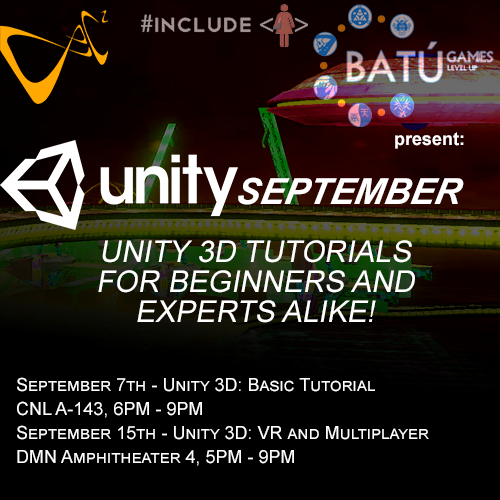 #INCLUDE < >
BATÚ GAMES
LEVEL UP
present:
unity SEPTEMBER
UNITY 3D TUTORIALS
FOR BEGINNERS AND
EXPERTS ALIKE!
SEPTEMBER 7TH - UNITY 3D: BASIC TUTORIAL
CNL A-143, 6PM - 9PM
SEPTEMBER 15TH - UNITY 3D: VR AND MULTIPLAYER
DMN AMPHITHEATER 4, 5PM - 9PM